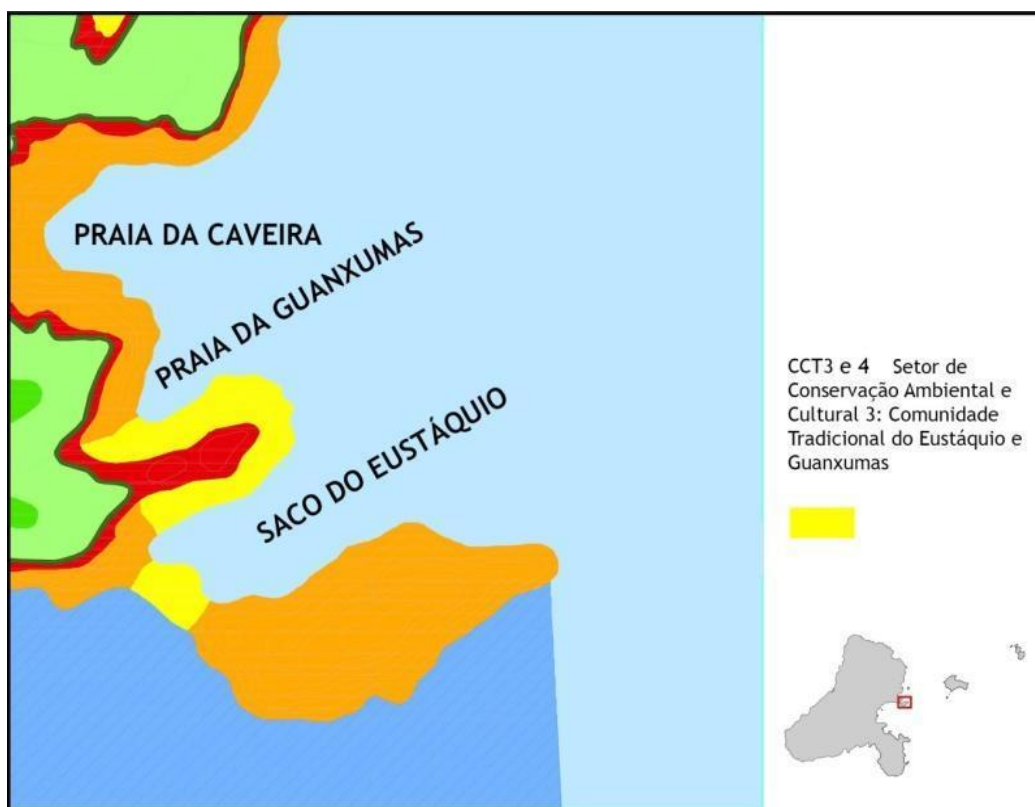 PRAIA DA CAVEIRA
PRAIA DA GUANXUMAS
SACO DO EUSTÁQUIO
CCT3 e 4 Setor de
Conservação Ambiental e
Cultural 3: Comunidade
Tradicional do Eustáquio e
Guanxumas